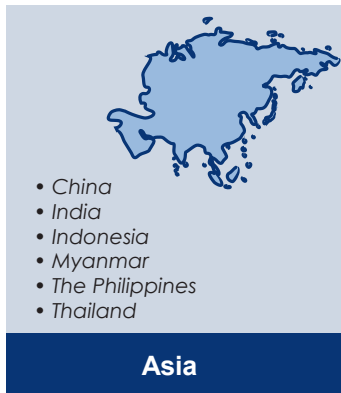 • China
• India
• Indonesia
• Myanmar
• The Philippines
• Thailand
Asia